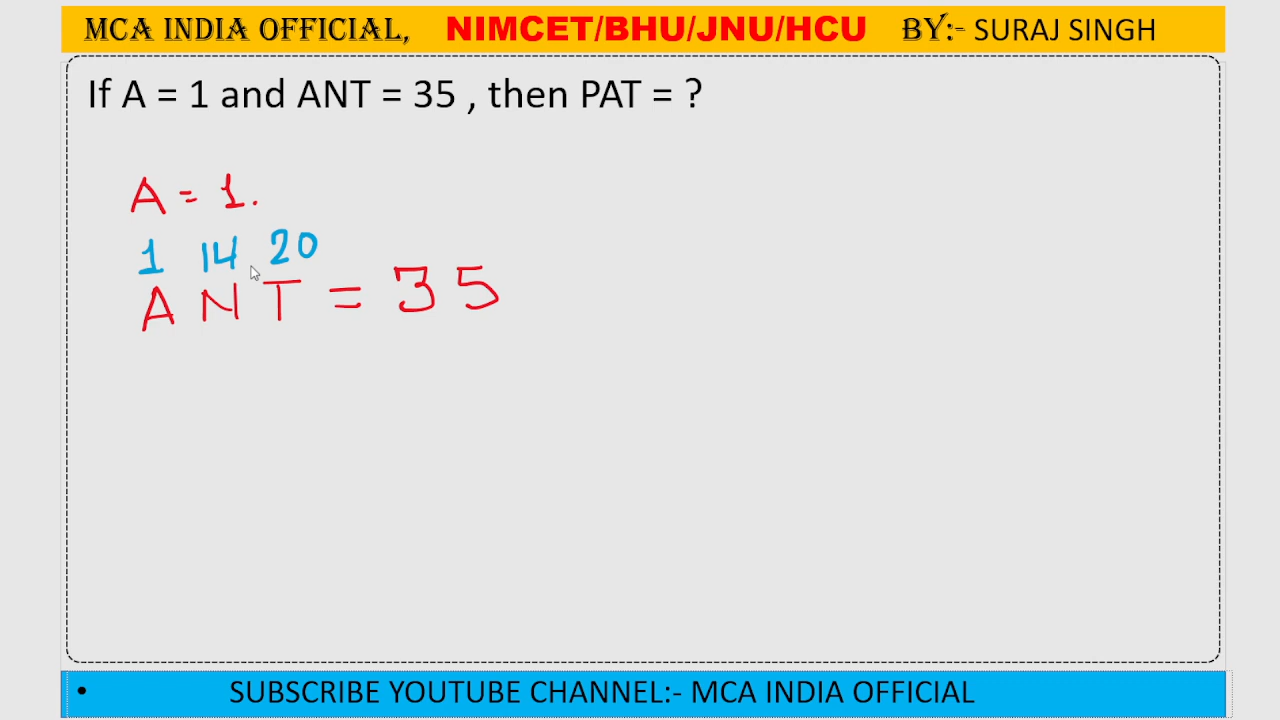 MCA INDIA OFFICIAL, NIMCET/BHU/JNU/HCU BY:- SURAJ SINGH
If A = 1 and ANT = 35 , then PAT = ?
A = 1.
1 14 20
A N T = 35
• SUBSCRIBE YOUTUBE CHANNEL:- MCA INDIA OFFICIAL